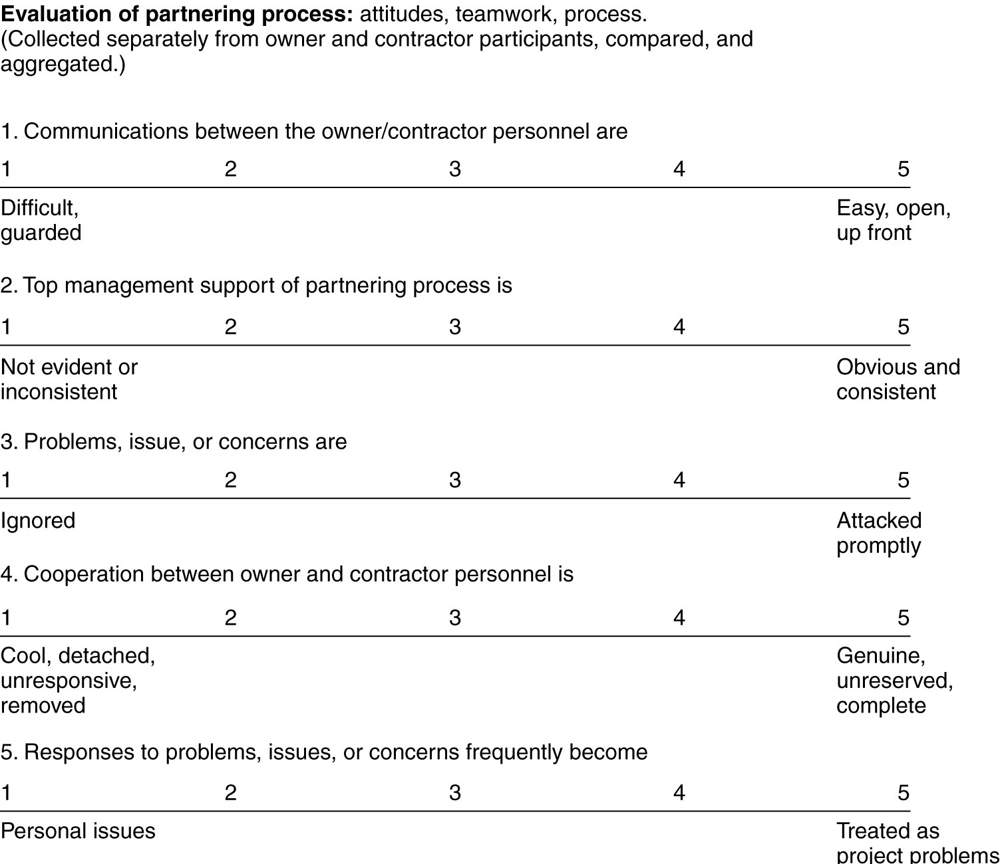 Evaluation of partnering process: attitudes, teamwork, process.
(Collected separately from owner and contractor participants, compared, and
aggregated.)
1. Communications between the owner/contractor personnel are
1 2 3 4 5
Difficult, Easy, open,
guarded up front
2. Top management support of partnering process is
1 2 3 4 5
Not evident or Obvious and
inconsistent consistent
3. Problems, issue, or concerns are
1 2 3 4 5
Ignored Attacked
promptly
4. Cooperation between owner and contractor personnel is
1 2 3 4 5
Cool, detached, Genuine,
unresponsive, unreserved,
removed complete
5. Responses to problems, issues, or concerns frequently become
1 2 3 4 5
Personal issues Treated as
project problems